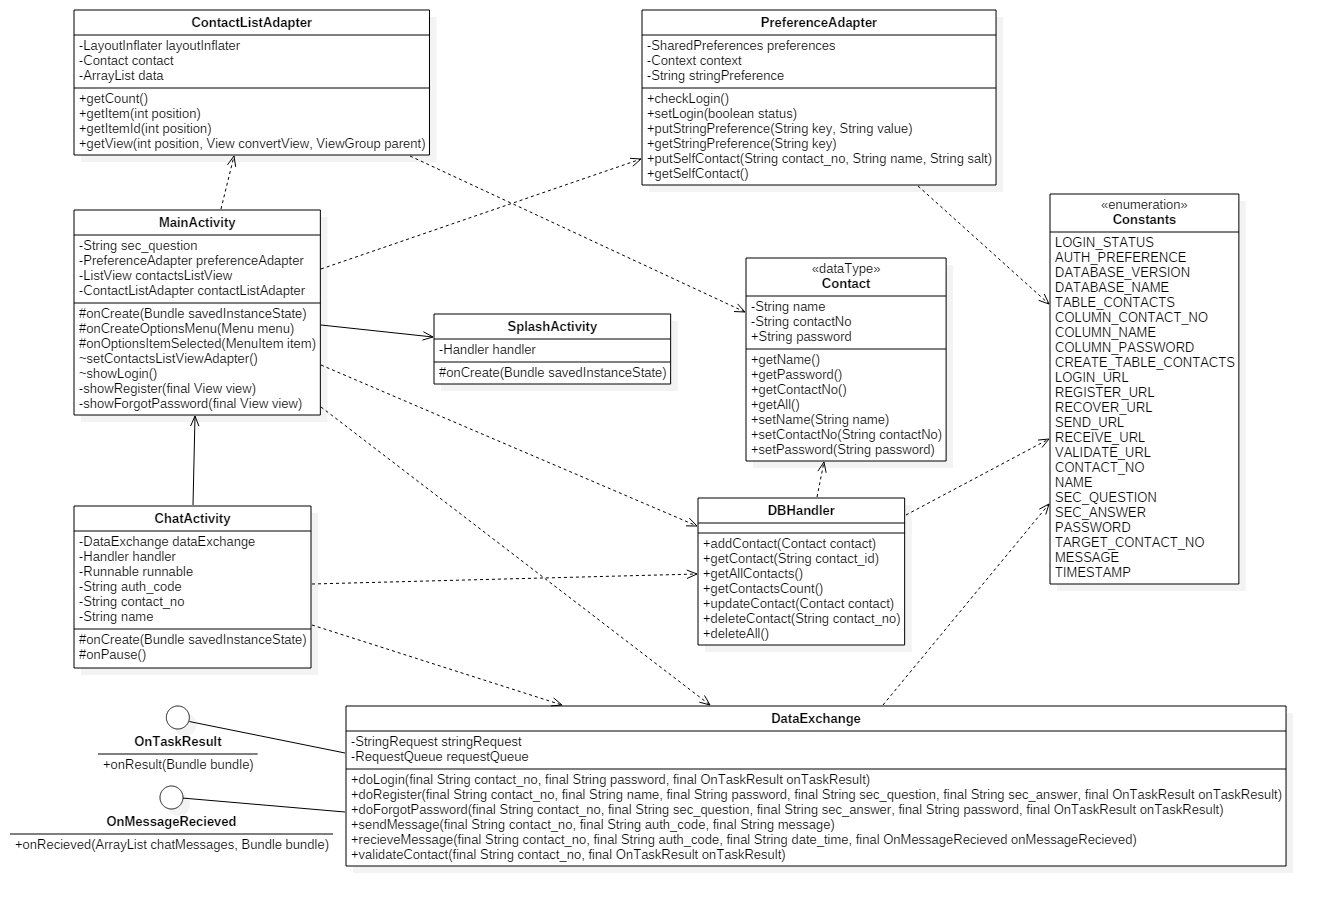 ContactListAdapter
-LayoutInflater layoutInflater
-Contact contact
-ArrayList data
+getCount()
+getItem(int position)
+getItemId(int position)
+getView(int position, View convertView, ViewGroup parent)
PreferenceAdapter
-SharedPreferences preferences
-Context context
-String stringPreference
+checkLogin()
+setLogin(boolean status)
+putStringPreference(String key, String value)
+getStringPreference(String key)
+putSelfContact(String contact_no, String name, String salt)
+getSelfContact()
MainActivity
-String sec_question
-PreferenceAdapter preferenceAdapter
-ListView contactsListView
-ContactListAdapter contactListAdapter
#onCreate(Bundle savedInstanceState)
#onCreateOptionsMenu(Menu menu)
#onOptionsItemSelected(MenuItem item)
~setContactsListViewAdapter()
~showLogin()
-showRegister(final View view)
-showForgotPassword(final View view)
SplashActivity
-Handler handler
#onCreate(Bundle savedInstanceState)
«dataType»
Contact
-String name
-String contactNo
+String password
+getName()
+getPassword()
+getContactNo()
+getAll()
+setName(String name)
+setContactNo(String contactNo)
+setPassword(String password)
«enumeration»
Constants
LOGIN_STATUS
AUTH_PREFERENCE
DATABASE_VERSION
DATABASE_NAME
TABLE_CONTACTS
COLUMN_CONTACT_NO
COLUMN_NAME
COLUMN_PASSWORD
CREATE_TABLE_CONTACTS
LOGIN_URL
REGISTER_URL
RECOVER_URL
SEND_URL
RECEIVE_URL
VALIDATE_URL
CONTACT_NO
NAME
SEC_QUESTION
SEC_ANSWER
PASSWORD
TARGET_CONTACT_NO
MESSAGE
TIMESTAMP
ChatActivity
-DataExchange dataExchange
-Handler handler
-Runnable runnable
-String auth_code
-String contact_no
-String name
#onCreate(Bundle savedInstanceState)
#onPause()
DBHandler
+addContact(Contact contact)
+getContact(String contact_id)
+getAllContacts()
+getContactsCount()
+updateContact(Contact contact)
+deleteContact(String contact_no)
+deleteAll()
OnTaskResult
+onResult(Bundle bundle)
OnMessageRecieved
+onRecieved(ArrayList chatMessages, Bundle bundle)
DataExchange
-StringRequest stringRequest
-RequestQueue requestQueue
+doLogin(final String contact_no, final String password, final OnTaskResult onTaskResult)
+doRegister(final String contact_no, final String name, final String password, final String sec_question, final String sec_answer, final OnTaskResult onTaskResult)
+doForgotPassword(final String contact_no, final String sec_question, final String sec_answer, final String password, final OnTaskResult onTaskResult)
+sendMessage(final String contact_no, final String auth_code, final String message)
+recieveMessage(final String contact_no, final String auth_code, final String date_time, final OnMessageRecieved onMessageRecieved)
+validateContact(final String contact_no, final OnTaskResult onTaskResult)